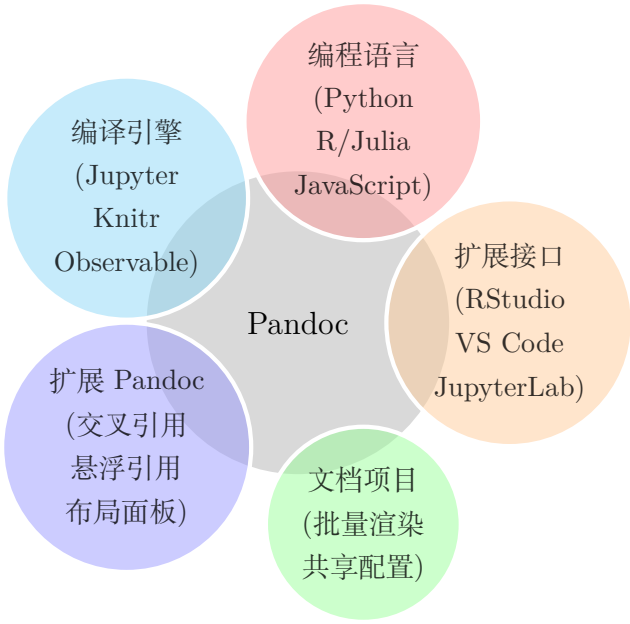 编程语言
(Python
R/Julia
JavaScript)
编译引擎
(Jupyter
Knitr
Observable)
扩展接口
(RStudio
VS Code
JupyterLab)
Pandoc
扩展 Pandoc
(交叉引用
悬浮引用
布局面板)
文档项目
(批量渲染
共享配置)